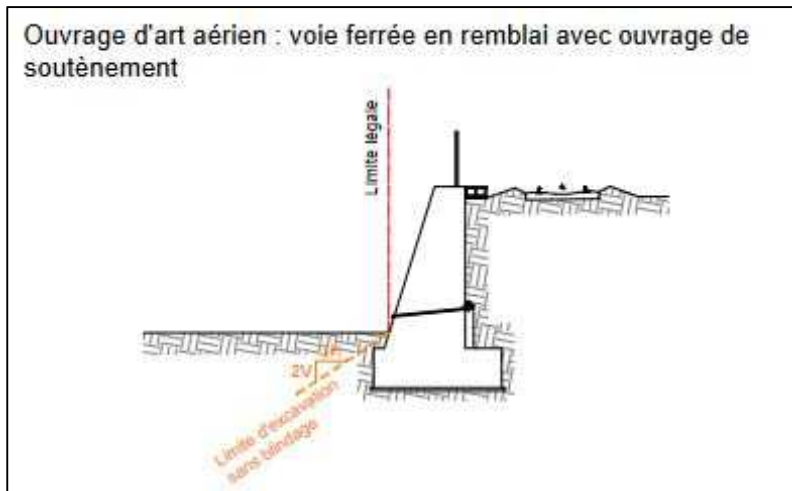 Ouvrage d'art aérien : voie ferrée en remblai avec ouvrage de
soutènement
Limite légale
2V
Limite d'excavation
sans blindage